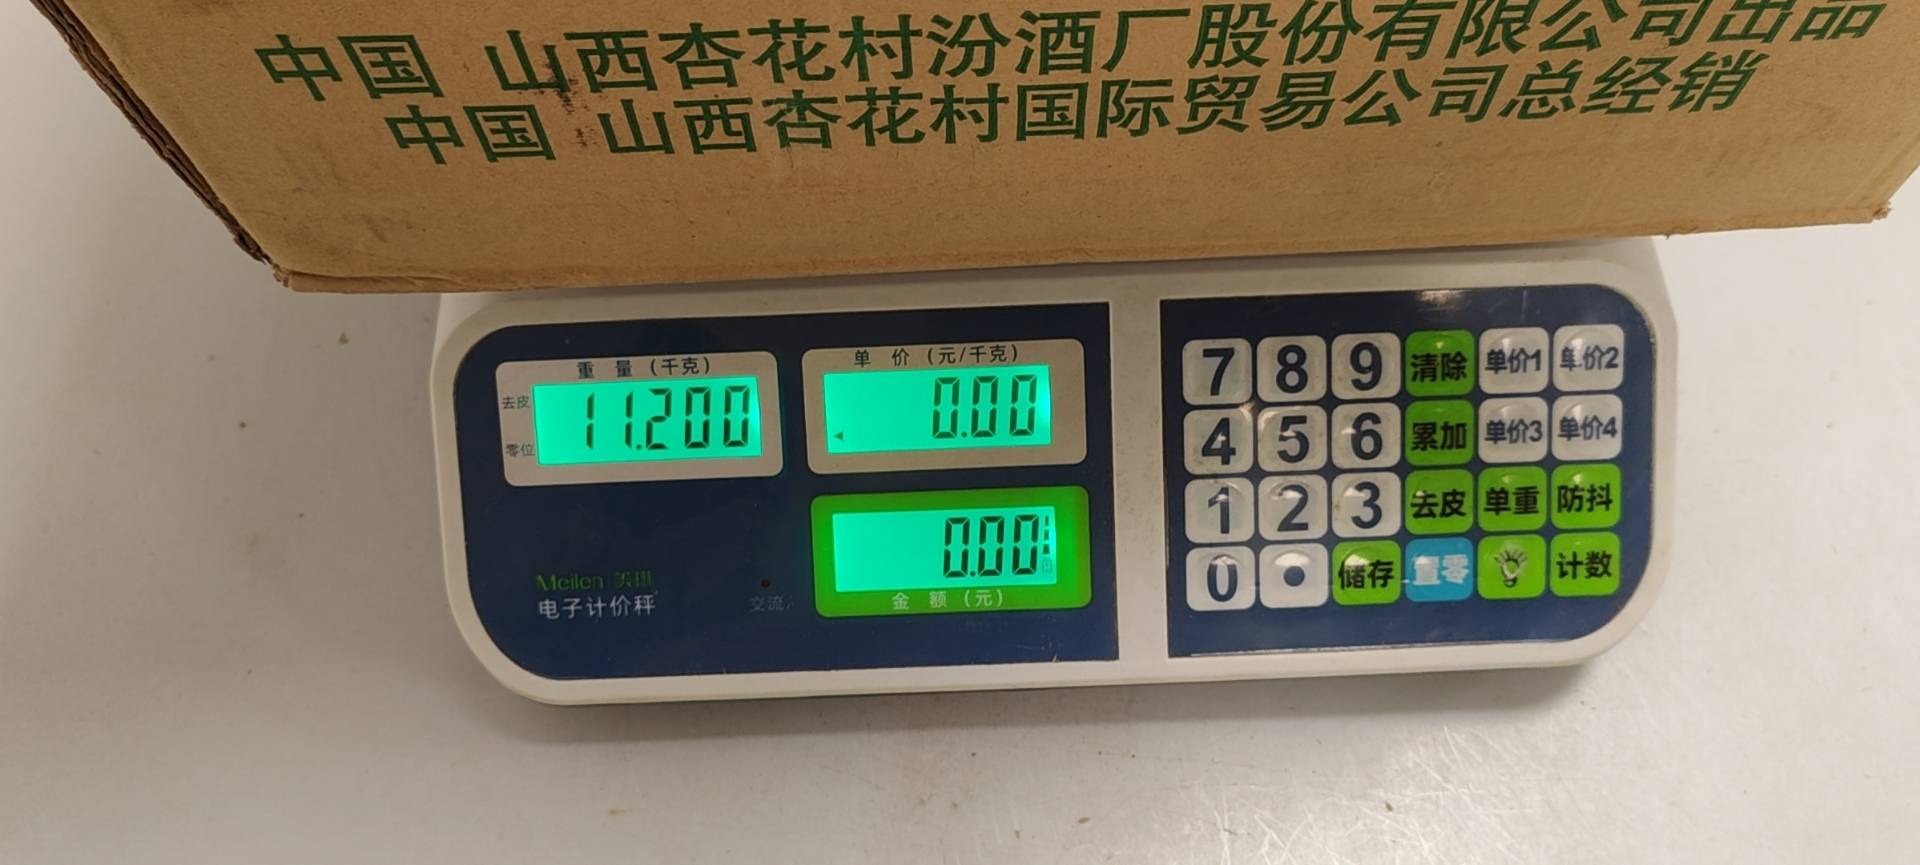 中国 山西杏花村汾酒厂股份有限公司出品
中国 山西杏花村国际贸易公司总经销
重 量 (千克)
去皮
零位
11.200
单 价 (元/千克)
0.00
0.00
金 额 (元)
Meilen
电子计价秤
交流
7 8 9 清除 单价1 单价2
4 5 6 累加 单价3 单价4
1 2 3 去皮 单重 防抖
0 • 储存 置零 计数